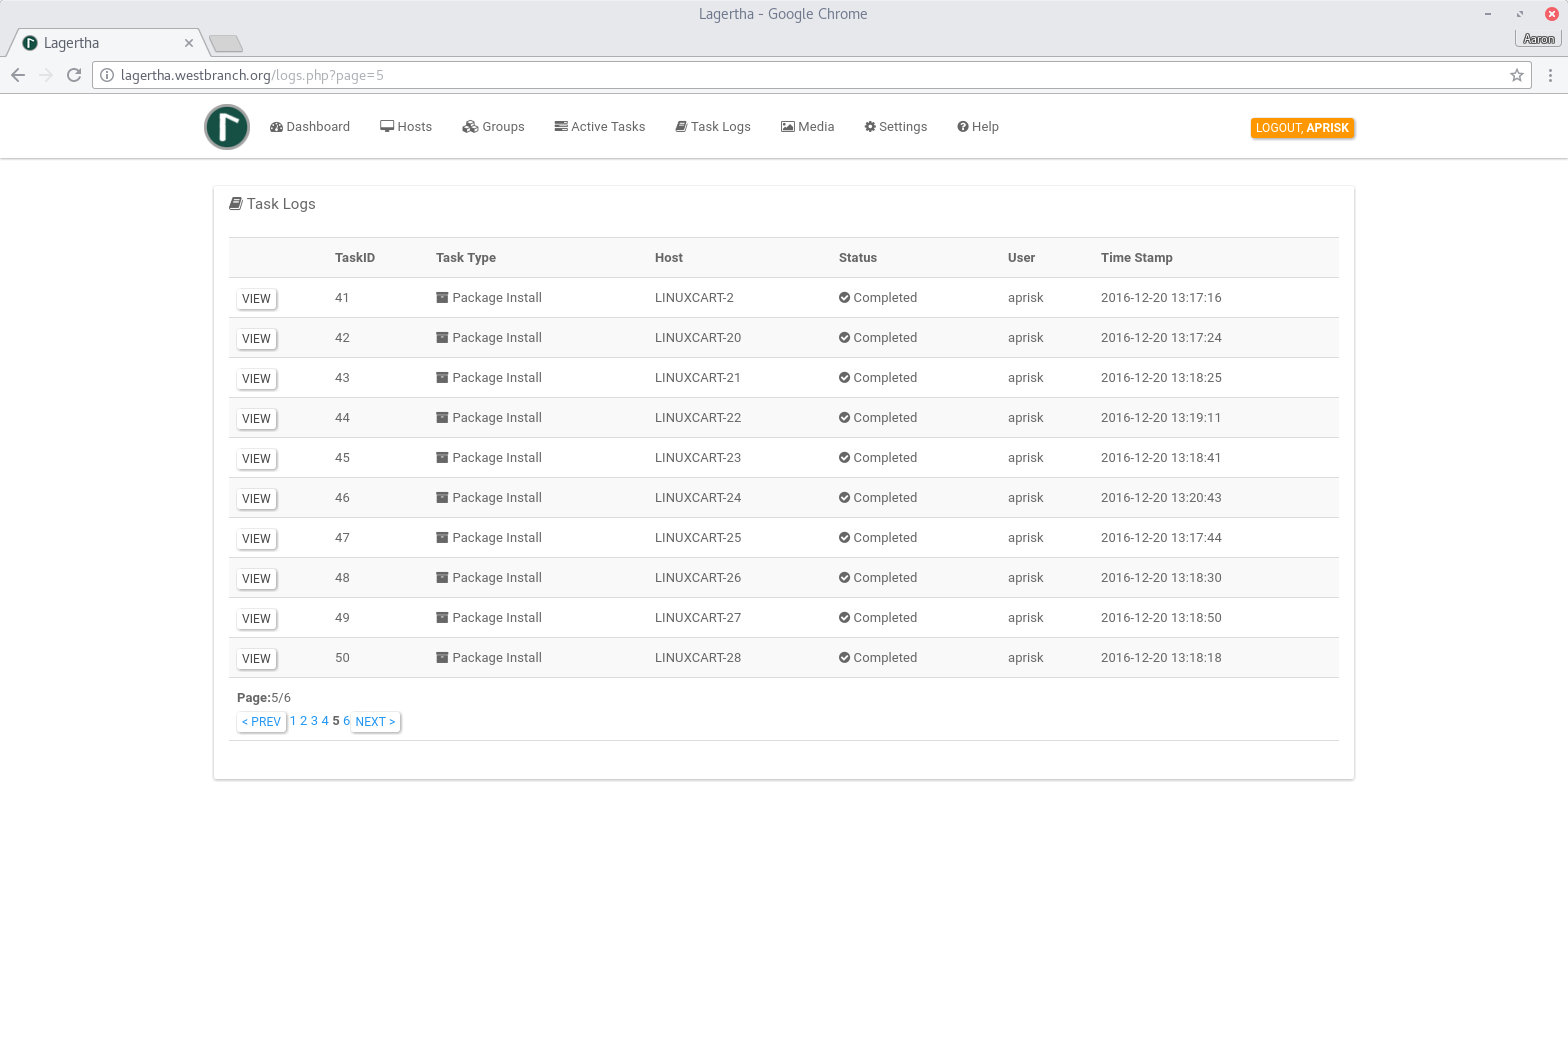 Lagertha - Google Chrome
Lagertha
Aaron
lagertha.westbranch.org/logs.php?page=5
Dashboard Hosts Groups Active Tasks Task Logs Media Settings Help LOGOUT, APRISK
Task Logs
TaskID Task Type Host Status User Time Stamp
VIEW 41 Package Install LINUXCART-2 Completed aprisk 2016-12-20 13:17:16
VIEW 42 Package Install LINUXCART-20 Completed aprisk 2016-12-20 13:17:24
VIEW 43 Package Install LINUXCART-21 Completed aprisk 2016-12-20 13:18:25
VIEW 44 Package Install LINUXCART-22 Completed aprisk 2016-12-20 13:19:11
VIEW 45 Package Install LINUXCART-23 Completed aprisk 2016-12-20 13:18:41
VIEW 46 Package Install LINUXCART-24 Completed aprisk 2016-12-20 13:20:43
VIEW 47 Package Install LINUXCART-25 Completed aprisk 2016-12-20 13:17:44
VIEW 48 Package Install LINUXCART-26 Completed aprisk 2016-12-20 13:18:30
VIEW 49 Package Install LINUXCART-27 Completed aprisk 2016-12-20 13:18:50
VIEW 50 Package Install LINUXCART-28 Completed aprisk 2016-12-20 13:18:18
Page:5/6
< PREV 1 2 3 4 5 6 NEXT >